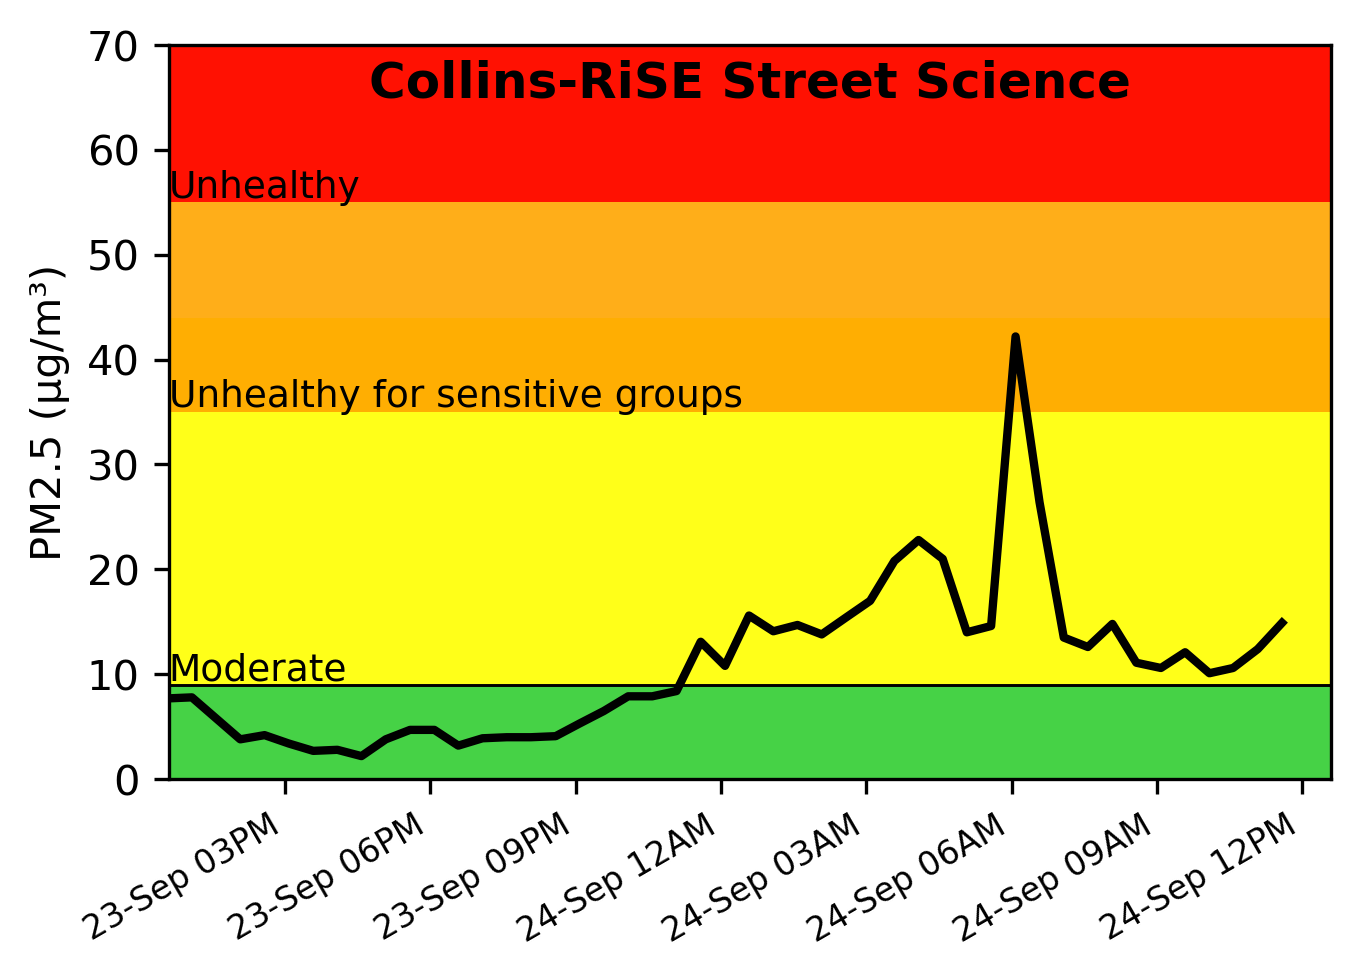 Collins-RiSE Street Science
70
60
Unhealthy
50
40
Unhealthy for sensitive groups
30
20
10
Moderate
0
PM2.5 (μg/m³)
23-Sep 03PM
23-Sep 06PM
23-Sep 09PM
24-Sep 12AM
24-Sep 03AM
24-Sep 06AM
24-Sep 09AM
24-Sep 12PM